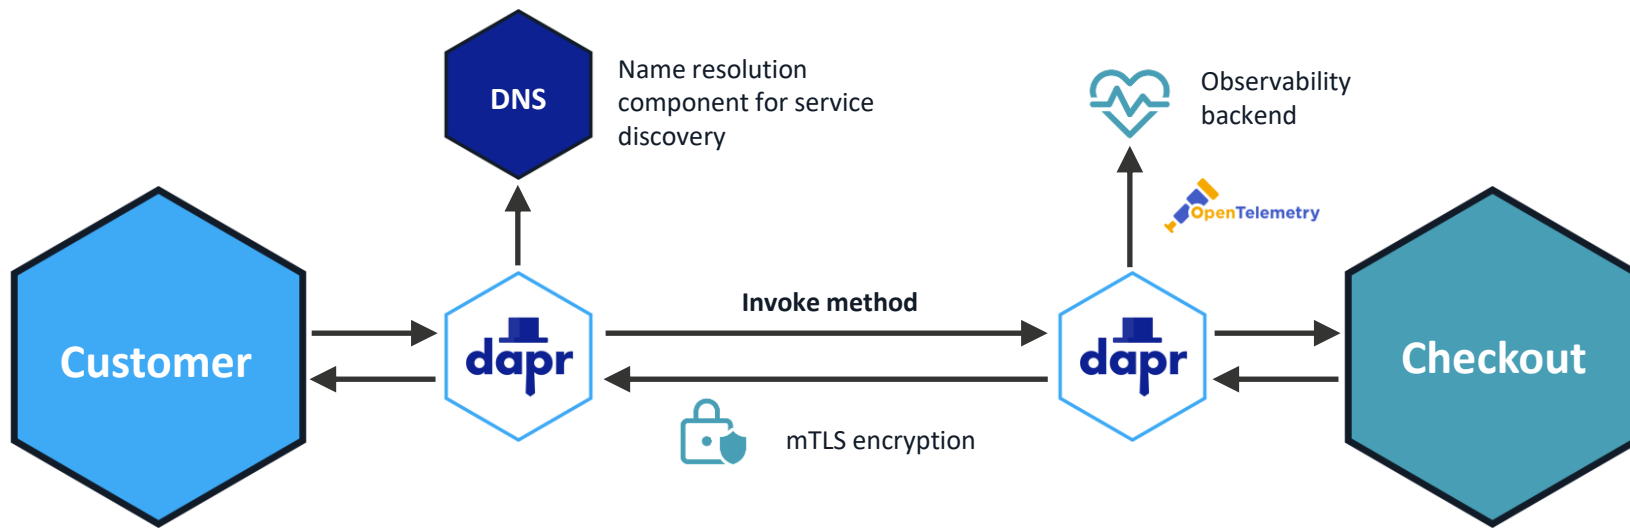 DNS
Name resolution
component for service
discovery
Observability
backend
OpenTelemetry
Customer
dapr
Invoke method
mTLS encryption
dapr
Checkout